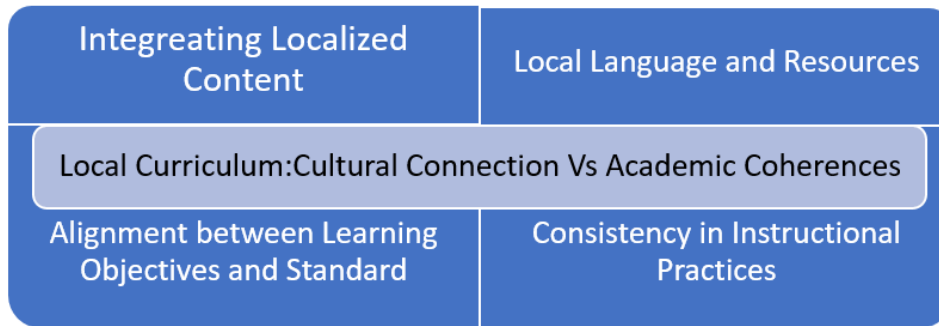 Integreating Localized
Content
Local Language and Resources
Local Curriculum:Cultural Connection Vs Academic Coherences
Alignment between Learning
Objectives and Standard
Consistency in Instructional
Practices